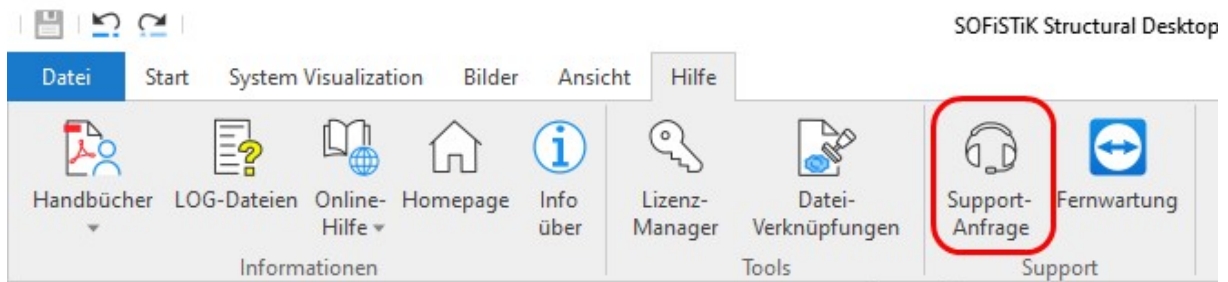 SOFiSTiK Structural Desktop
Datei Start System Visualization Bilder Ansicht Hilfe
Handbücher LOG-Dateien Online- Homepage Info Lizenz- Datei- Support- Fernwartung
Hilfe über Manager Verknüpfungen Anfrage
Informationen Tools Support